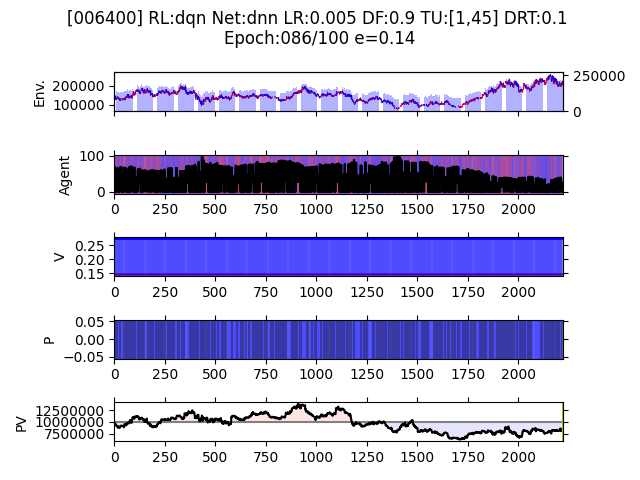 [006400] RL:dqn Net:dnn LR:0.005 DF:0.9 TU:[1,45] DRT:0.1
Epoch:086/100 e=0.14
Env.
200000
100000
250000
0
Agent
100
0
0 250 500 750 1000 1250 1500 1750 2000
V
0.25
0.20
0.15
0 250 500 750 1000 1250 1500 1750 2000
P
0.05
0.00
−0.05
0 250 500 750 1000 1250 1500 1750 2000
PV
12500000
10000000
7500000
0 250 500 750 1000 1250 1500 1750 2000